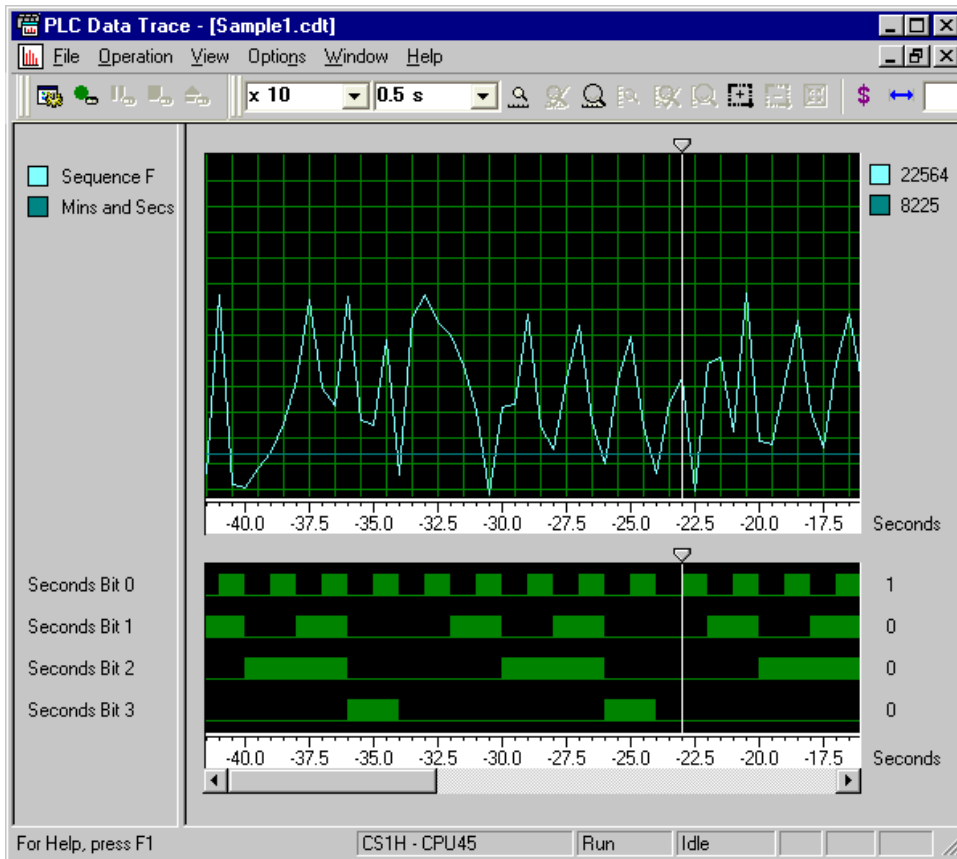 PLC Data Trace - [Sample1.cdt]
File Operation View Options Window Help
x 10 0.5 s $
Sequence F 22564
Mins and Secs 8225
-40.0 -37.5 -35.0 -32.5 -30.0 -27.5 -25.0 -22.5 -20.0 -17.5 Seconds
Seconds Bit 0 1
Seconds Bit 1 0
Seconds Bit 2 0
Seconds Bit 3 0
-40.0 -37.5 -35.0 -32.5 -30.0 -27.5 -25.0 -22.5 -20.0 -17.5 Seconds
For Help, press F1 CS1H - CPU45 Run Idle